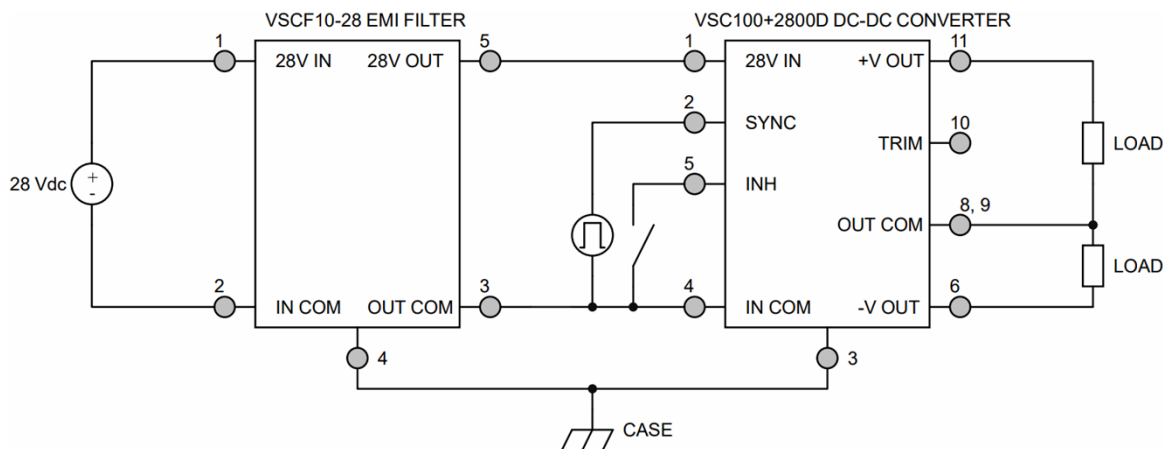 VSCF10-28 EMI FILTER
VSC100+2800D DC-DC CONVERTER
1
5
1
11
28V IN
28V OUT
28V IN
+V OUT
2
SYNC
10
TRIM
LOAD
28 Vdc
+
-
5
INH
8, 9
OUT COM
LOAD
2
3
4
6
IN COM
OUT COM
IN COM
-V OUT
4
3
CASE